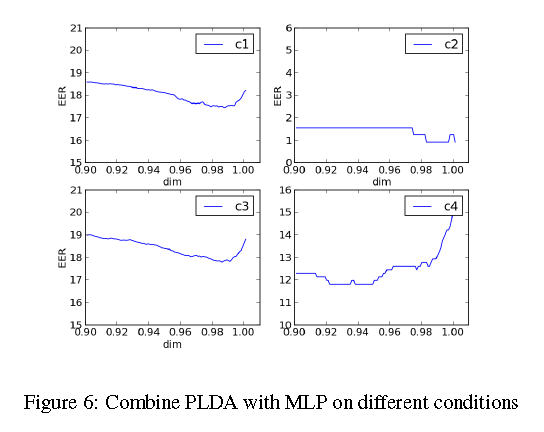 21
20
19
18
17
16
15
EER
c1
0.90 0.92 0.94 0.96 0.98 1.00
dim
6
5
4
3
2
1
0
EER
c2
0.90 0.92 0.94 0.96 0.98 1.00
dim
21
20
19
18
17
16
15
EER
c3
0.90 0.92 0.94 0.96 0.98 1.00
dim
16
15
14
13
12
11
10
c4
0.90 0.92 0.94 0.96 0.98 1.00
Figure 6: Combine PLDA with MLP on different conditions